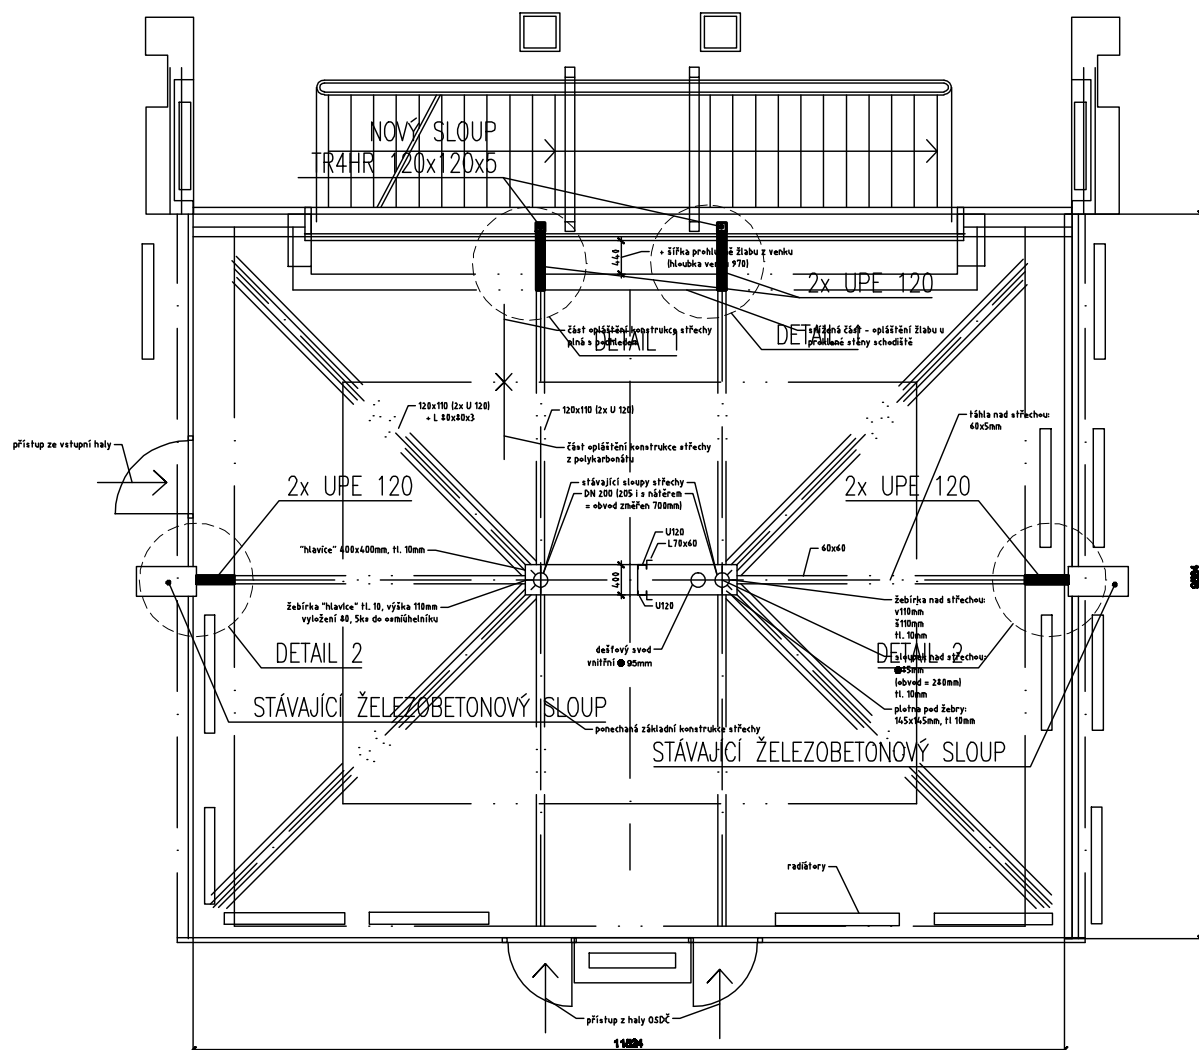 NOVÝ SLOUP
TR4HR 120x120x5
440
+ šířka prohlubně žlabu z venku
(hloubka venku 970)
2x UPE 120
část opláštění konstrukce střechy
plná s podhledem
DETAIL 1
DETAIL
snížená část - opláštění žlabu u
prosklené stěny schodiště
120x110 (2x U 120)
+ L 80x80x3
120x110 (2x U 120)
táhla nad střechou:
60x5mm
přístup ze vstupní haly
část opláštění konstrukce střechy
z polykarbonátu
2x UPE 120
stávající sloupy střechy
DN 200 (205 i s nátěrem
= obvod změřen 700mm)
2x UPE 120
U120
L70x60
"hlavice" 400x400mm, tl. 10mm
60x60
400
žebírka "hlavice" tl. 10, výška 110mm
vyložení 80, 5ks do osmiúhelníku
U120
žebírka nad střechou:
v110mm
š110mm
tl. 10mm
DETAIL 2
dešťový svod
vnitřní 95mm
DETAIL 2
sloupek nad střechou:
(obvod = 280mm)
tl. 10mm
STÁVAJÍCÍ ŽELEZOBETONOVÝ SLOUP
plotna pod žebry:
145x145mm, tl 10mm
ponechaná základní konstrukce střechy
STÁVAJÍCÍ ŽELEZOBETONOVÝ SLOUP
radiátory
přístup z haly OSDČ